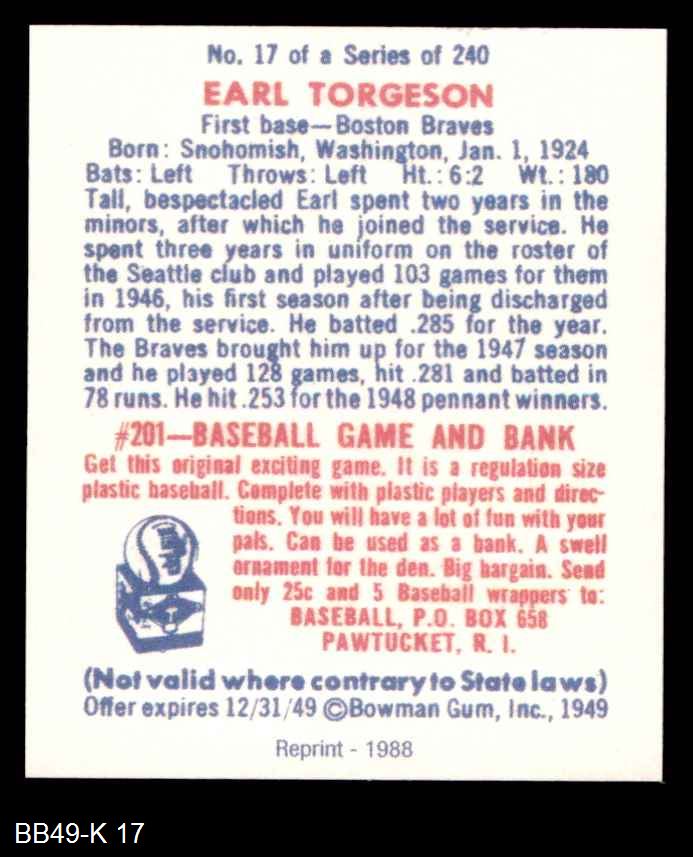 No. 17 of a Series of 240
EARL TORGESON
First base—Boston Braves
Born: Snohomish, Washington, Jan. 1, 1924
Bats: Left Throws: Left Ht.: 6:2 Wt.: 180
Tall, bespectacled Earl spent two years in the
minors, after which he joined the service. He
spent three years in uniform on the roster of
the Seattle club and played 103 games for them
in 1946, his first season after being discharged
from the service. He batted .285 for the year.
The Braves brought him up for the 1947 season
and he played 128 games, hit .281 and batted in
78 runs. He hit .253 for the 1948 pennant winners.
#201—BASEBALL GAME AND BANK
Get this original exciting game. It is a regulation size
plastic baseball. Complete with plastic players and direc-
tions. You will have a lot of fun with your
pals. Can be used as a bank. A swell
ornament for the den. Big bargain. Send
only 25c and 5 Baseball wrappers to:
BASEBALL, P.O. BOX 658
PAWTUCKET, R. I.
(Not valid where contrary to State laws)
Offer expires 12/31/49 ©Bowman Gum, Inc., 1949
Reprint - 1988
BB49-K 17